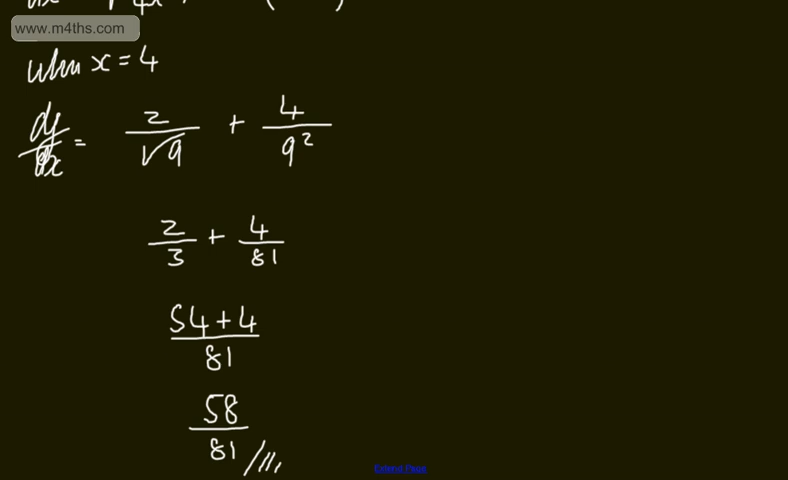 www.m4ths.com
when x = 4
dy/dx = 2/√9 + 4/9²
2/3 + 4/81
54+4/81
58/81
Extend Page